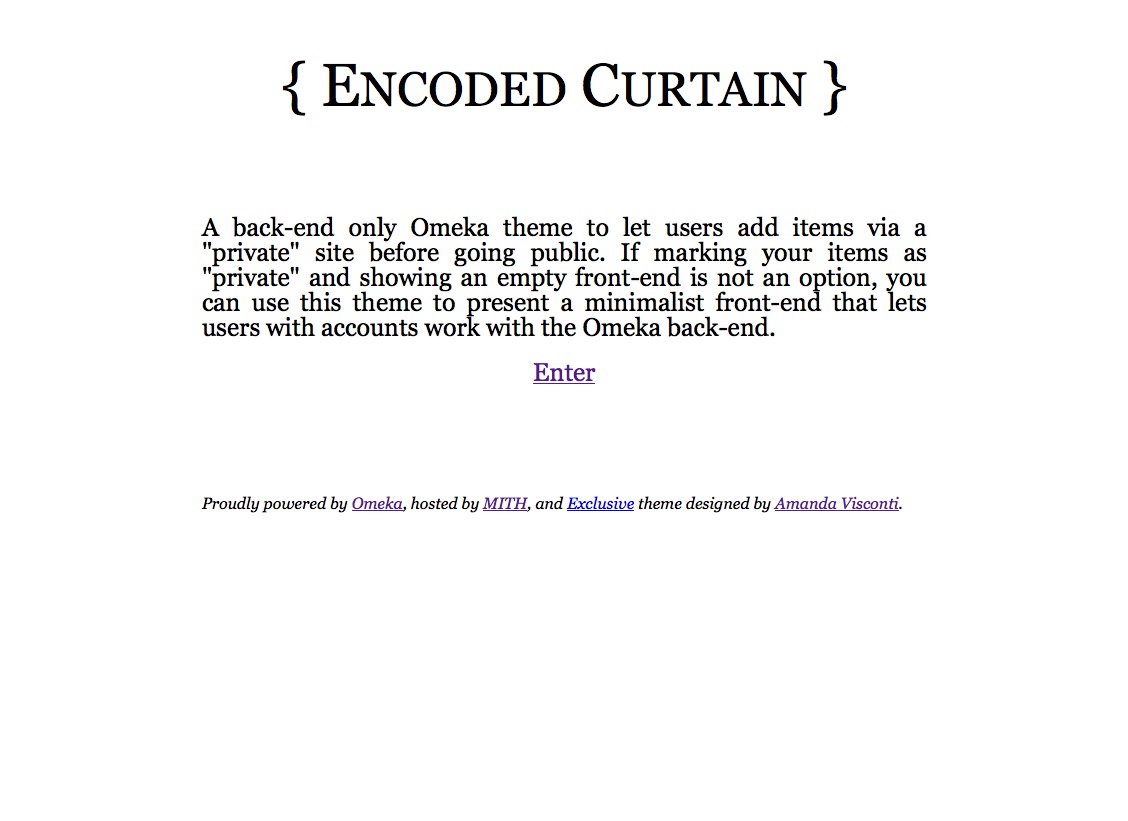 { Encoded Curtain }
A back-end only Omeka theme to let users add items via a
"private" site before going public. If marking your items as
"private" and showing an empty front-end is not an option, you
can use this theme to present a minimalist front-end that lets
users with accounts work with the Omeka back-end.
Enter
Proudly powered by Omeka, hosted by MITH, and Exclusive theme designed by Amanda Visconti.